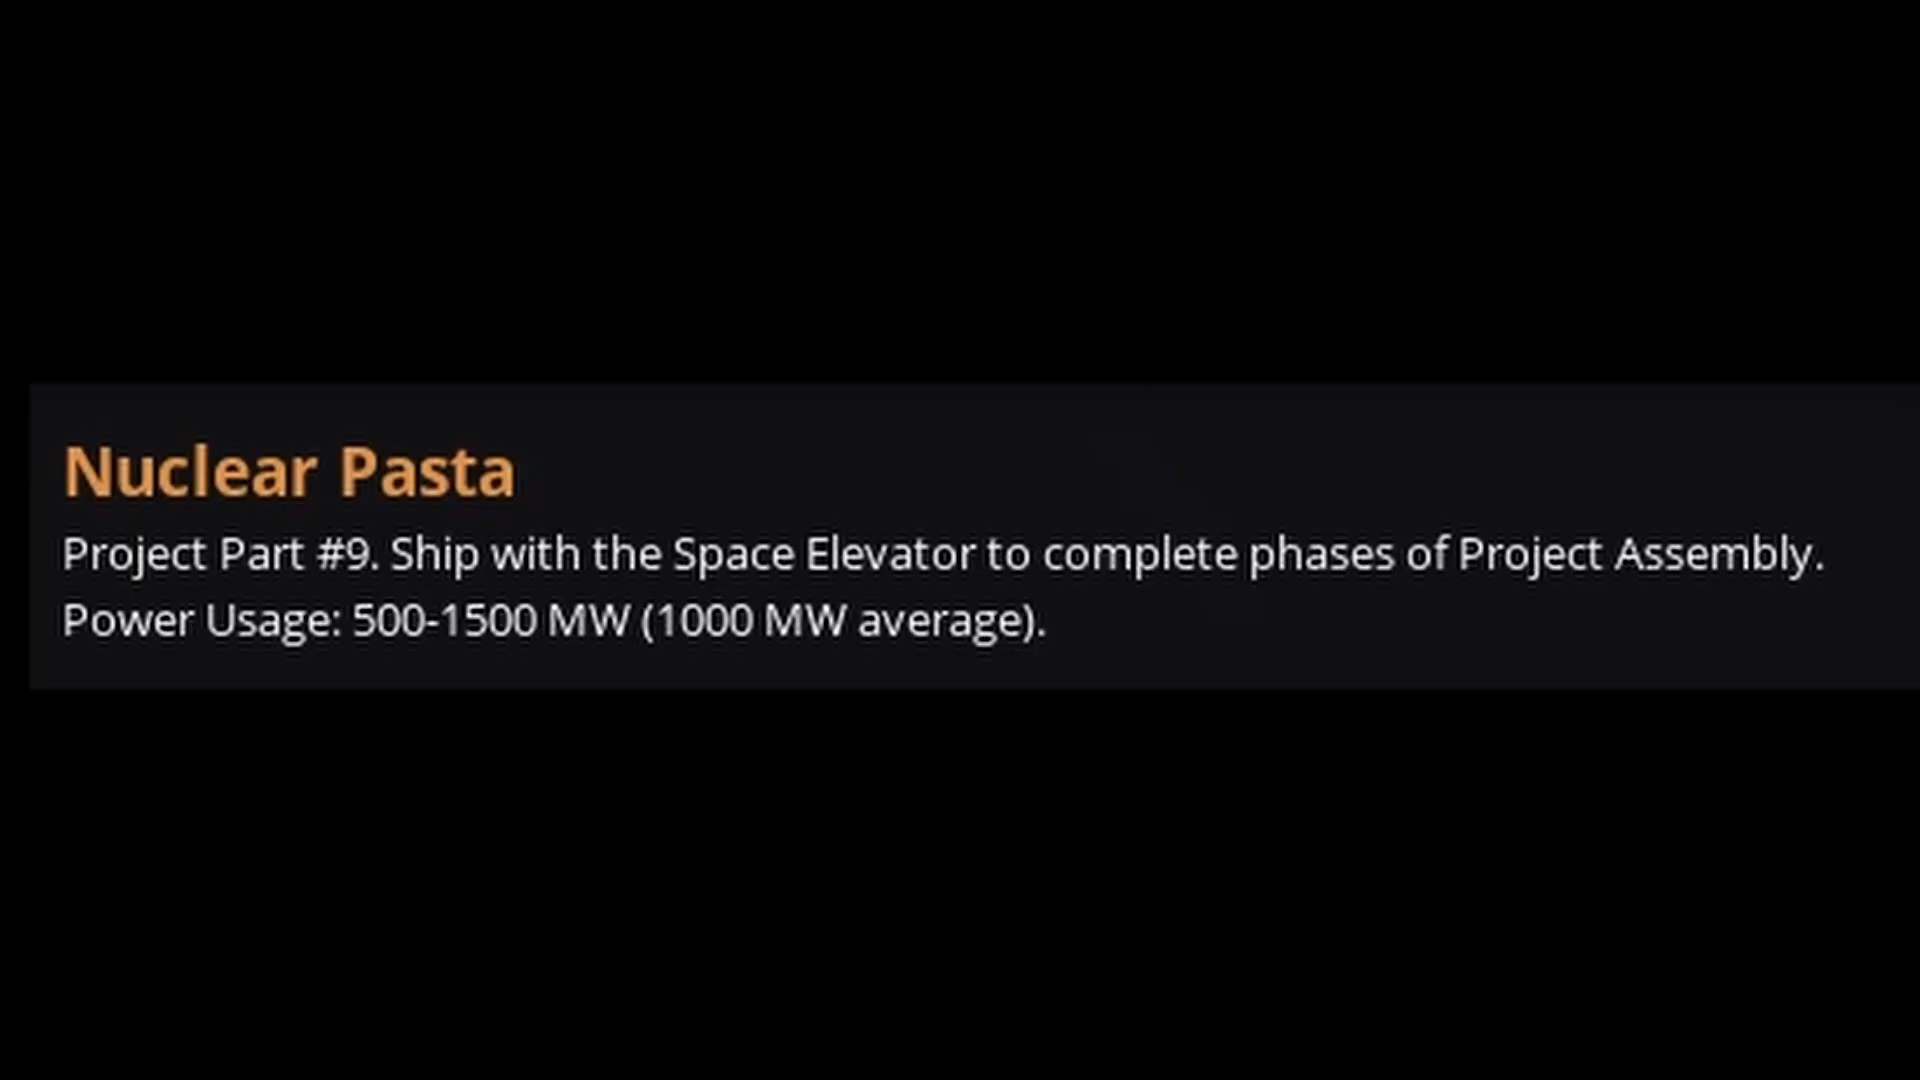 Nuclear Pasta
Project Part #9. Ship with the Space Elevator to complete phases of Project Assembly.
Power Usage: 500-1500 MW (1000 MW average).